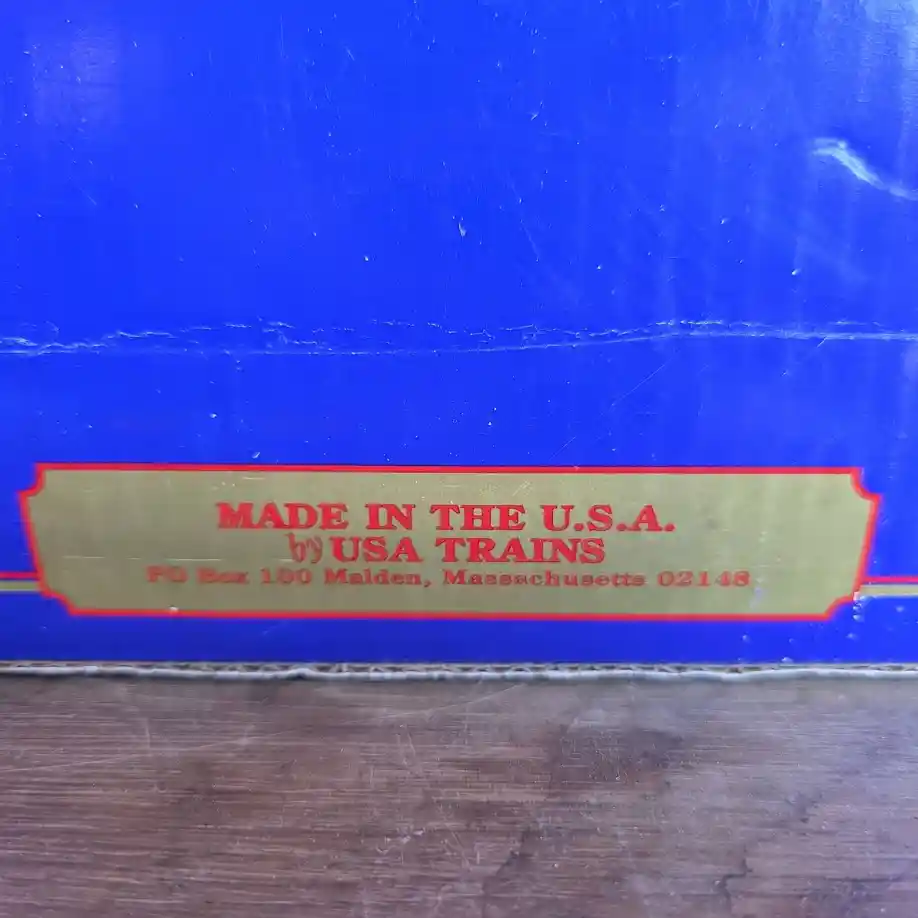 MADE IN THE U.S.A.
by USA TRAINS
PO Box 100 Malden, Massachusetts 02148